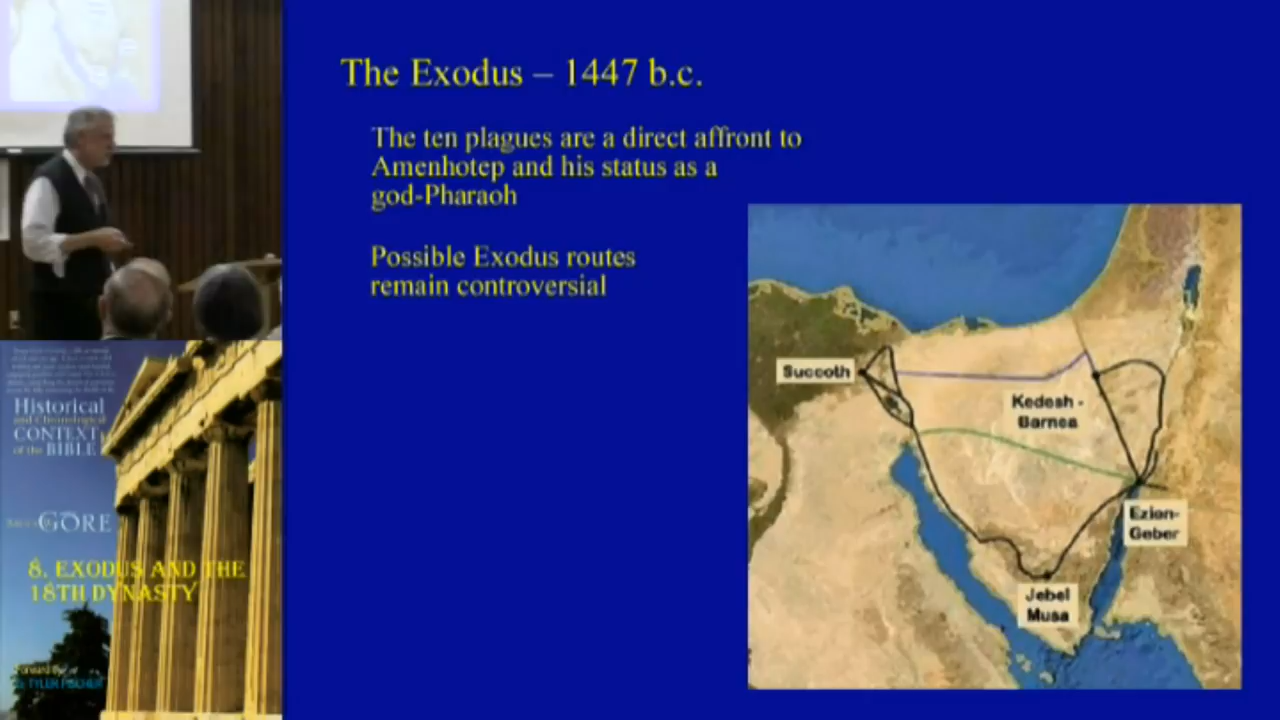 The Exodus – 1447 b.c.
The ten plagues are a direct affront to
Amenhotep and his status as a
god-Pharaoh
Possible Exodus routes
remain controversial
Succoth
Kedesh -
Barnea
Ezion-
Geber
Jebel
Musa
Historical
and Chronological
CONTEXT
of the BIBLE
GORE
8. EXODUS AND THE
18TH DYNASTY